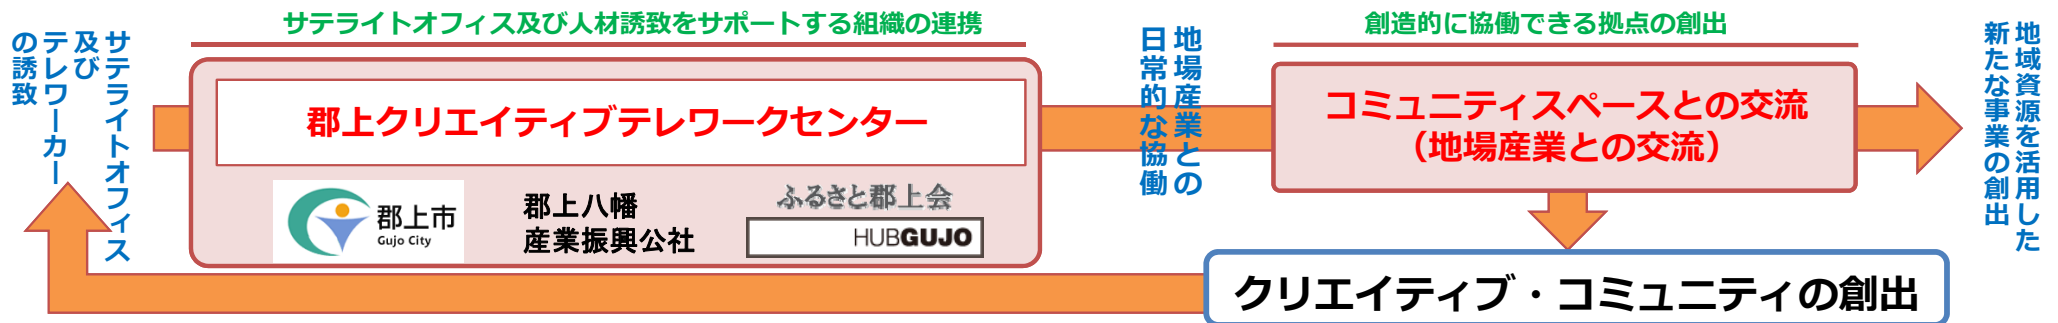 サテライトオフィス及び人材誘致をサポートする組織の連携
創造的に協働できる拠点の創出
サテライトオフィス
及び
テレワーカー
の誘致
郡上クリエイティブテレワークセンター
郡上市
Gujo City
郡上八幡
産業振興公社
ふるさと郡上会
HUBGUJO
地場産業との
日常的な協働
コミュニティスペースとの交流
（地場産業との交流）
地域資源を活用した
新たな事業の創出
クリエイティブ・コミュニティの創出